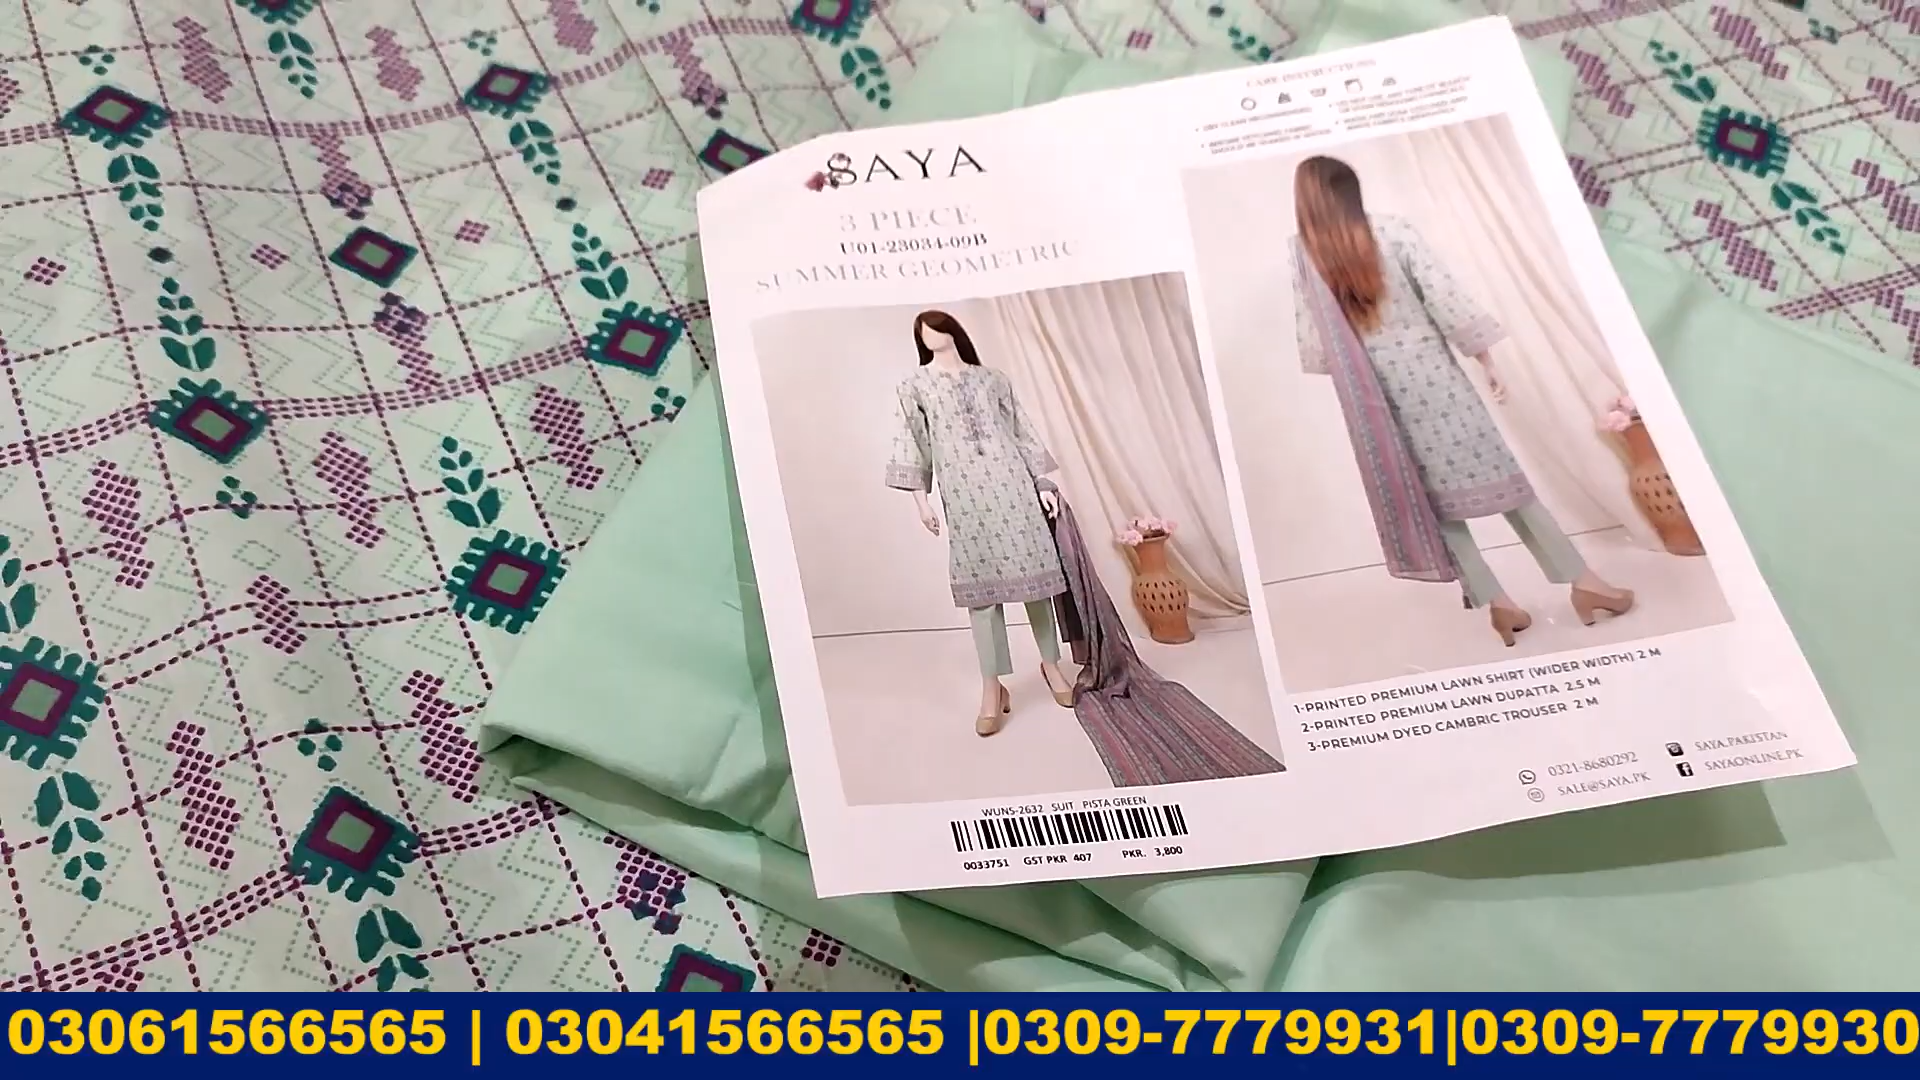 SAYA
3 PIECE
U01-23034-09B
SUMMER GEOMETRIC
CARE INSTRUCTIONS
1-PRINTED PREMIUM LAWN SHIRT (WIDER WIDTH) 2 M
2-PRINTED PREMIUM LAWN DUPATTA 2.5 M
3-PREMIUM DYED CAMBRIC TROUSER 2 M
0321-8680292
SALE@SAYA.PK
SAYA.PAKISTAN
SAYAONLINE.PK
WUNS-2632 SUIT PISTA GREEN
0033751 GST PKR 407 PKR. 3,800
03061566565 | 03041566565 |0309-7779931|0309-7779930